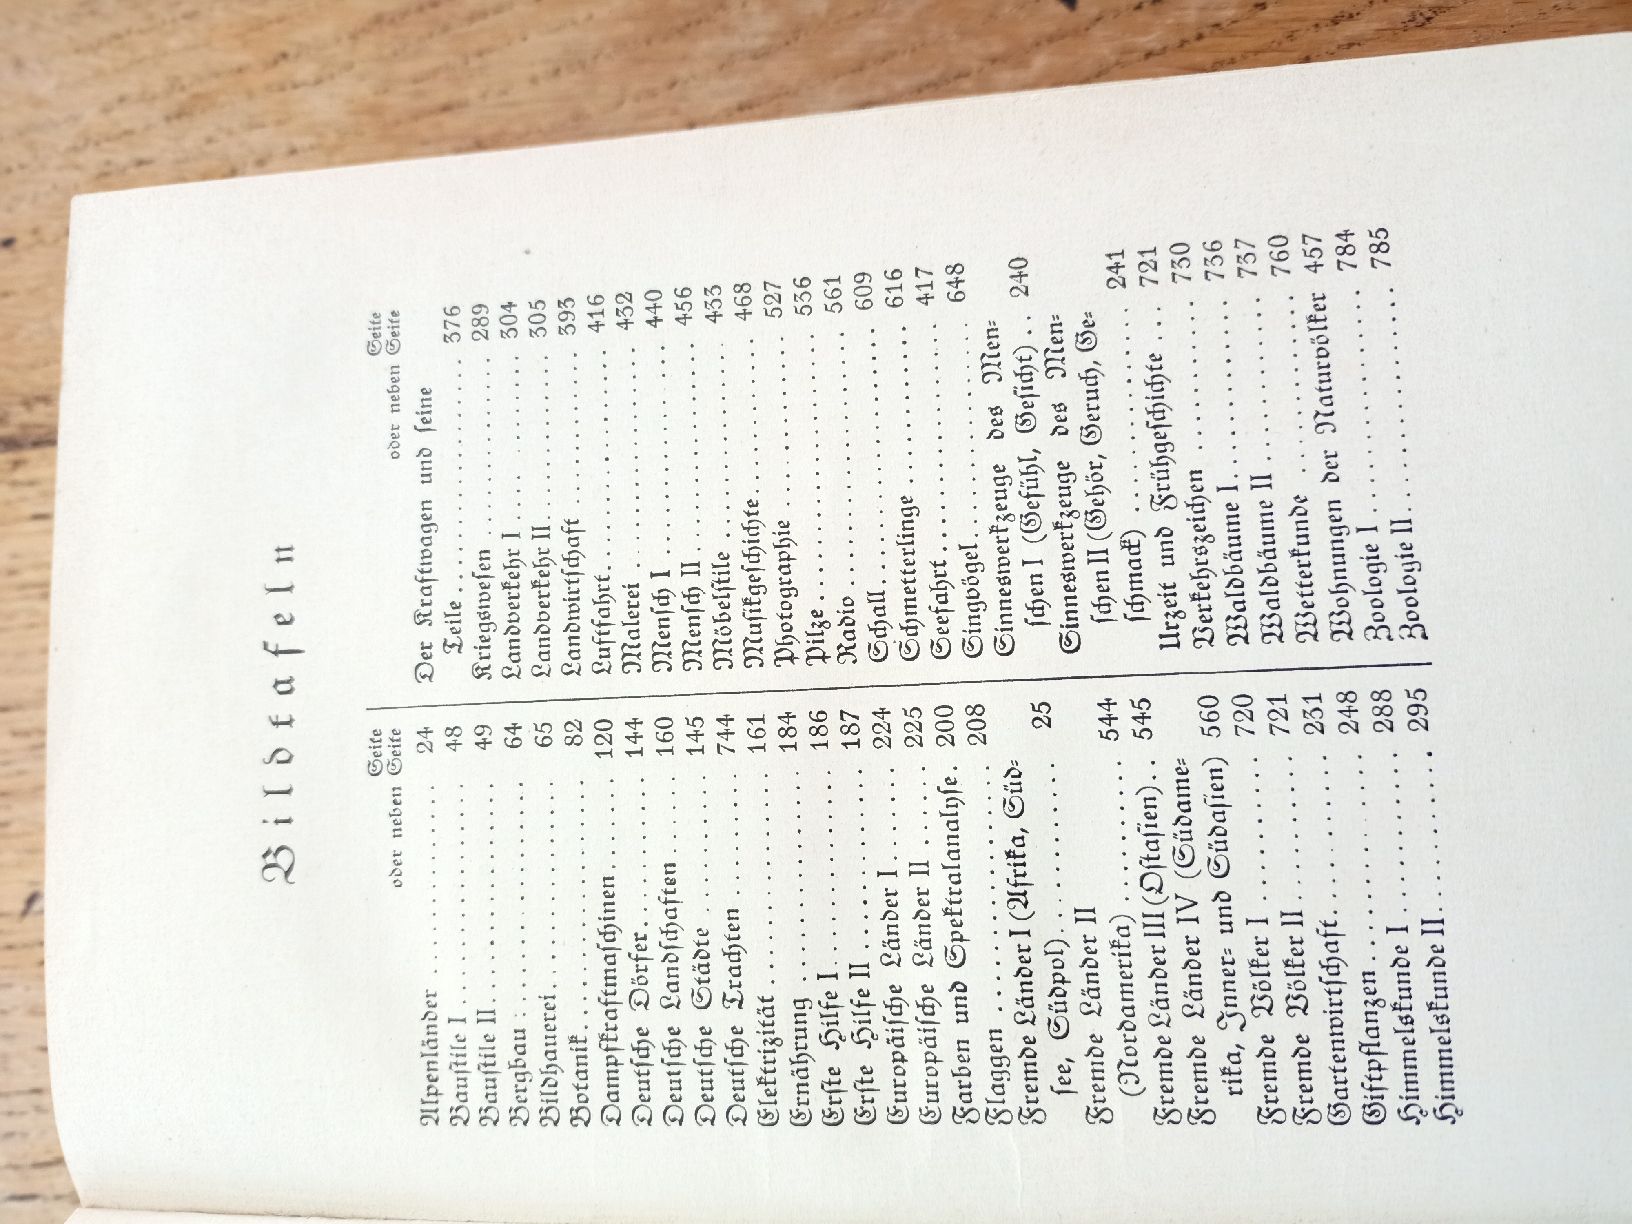 Bildtafeln
Seite
oder neben Seite
Alpenländer . . . . . . . . . . . . . . . . 24
Baustile I . . . . . . . . . . . . . . . . . . 48
Baustile II . . . . . . . . . . . . . . . . . 49
Bergbau : . . . . . . . . . . . . . . . . . . 64
Bildhauerei . . . . . . . . . . . . . . . . . 65
Botanik . . . . . . . . . . . . . . . . . . . 82
Dampfkraftmaschinen . . . . . . . 120
Deutsche Dörfer . . . . . . . . . . . . 144
Deutsche Landschaften . . . . . . 160
Deutsche Städte . . . . . . . . . . . . 145
Deutsche Trachten . . . . . . . . . . 744
Elektrizität . . . . . . . . . . . . . . . . 161
Ernährung . . . . . . . . . . . . . . . . 184
Erste Hilfe I . . . . . . . . . . . . . . . 186
Erste Hilfe II . . . . . . . . . . . . . . 187
Europäische Länder I . . . . . . . . 224
Europäische Länder II . . . . . . . 225
Farben und Spektralanalyse . 200
Flaggen . . . . . . . . . . . . . . . . . . 208
Fremde Länder I (Afrika, Süd-
see, Südpol) . . . . . . . . . . . . . . 25
Fremde Länder II
(Nordamerika) . . . . . . . . . . . 544
Fremde Länder III (Ostasien) . . 545
Fremde Länder IV (Südame-
rika, Inner- und Südasien) 560
Fremde Völker I . . . . . . . . . . . . 720
Fremde Völker II . . . . . . . . . . . 721
Fremde Völker II . . . . . . . . . . . 231
Gartenwirtschaft . . . . . . . . . . . . 248
Giftpflanzen . . . . . . . . . . . . . . . 288
Himmelskunde I . . . . . . . . . . . . 295
Himmelskunde II . . . . . . . . . . .
Seite
oder neben Seite
Der Kraftwagen und seine
Teile . . . . . . . . . . . . . . . . . . . 376
Kriegswesen . . . . . . . . . . . . . . 289
Landverkehr I . . . . . . . . . . . . . 304
Landverkehr II . . . . . . . . . . . . 305
Landwirtschaft . . . . . . . . . . . . 393
Luftfahrt . . . . . . . . . . . . . . . . . 416
Malerei . . . . . . . . . . . . . . . . . . 432
Mensch I . . . . . . . . . . . . . . . . . 440
Mensch II . . . . . . . . . . . . . . . . 456
Möbelstile . . . . . . . . . . . . . . . . 433
Musikgeschichte . . . . . . . . . . . 468
Photographie . . . . . . . . . . . . . 527
Pilze . . . . . . . . . . . . . . . . . . . . 536
Radio . . . . . . . . . . . . . . . . . . . 561
Schall . . . . . . . . . . . . . . . . . . . 609
Schmetterlinge . . . . . . . . . . . . 616
Seefahrt . . . . . . . . . . . . . . . . . 417
Singvögel . . . . . . . . . . . . . . . . 648
Sinneswerkzeuge des Men-
schen I (Gefühl, Gesicht) . . 240
Sinneswerkzeuge des Men-
schen II (Gehör, Geruch, Ge-
schmack) . . . . . . . . . . . . . . . 241
Urzeit und Frühgeschichte . . . 721
Verkehrszeichen . . . . . . . . . . . 730
Waldbäume I . . . . . . . . . . . . . 736
Waldbäume II . . . . . . . . . . . . 737
Wetterkunde . . . . . . . . . . . . . 760
Wohnungen der Naturvölker 457
Zoologie I . . . . . . . . . . . . . . . . 784
Zoologie II . . . . . . . . . . . . . . . 785